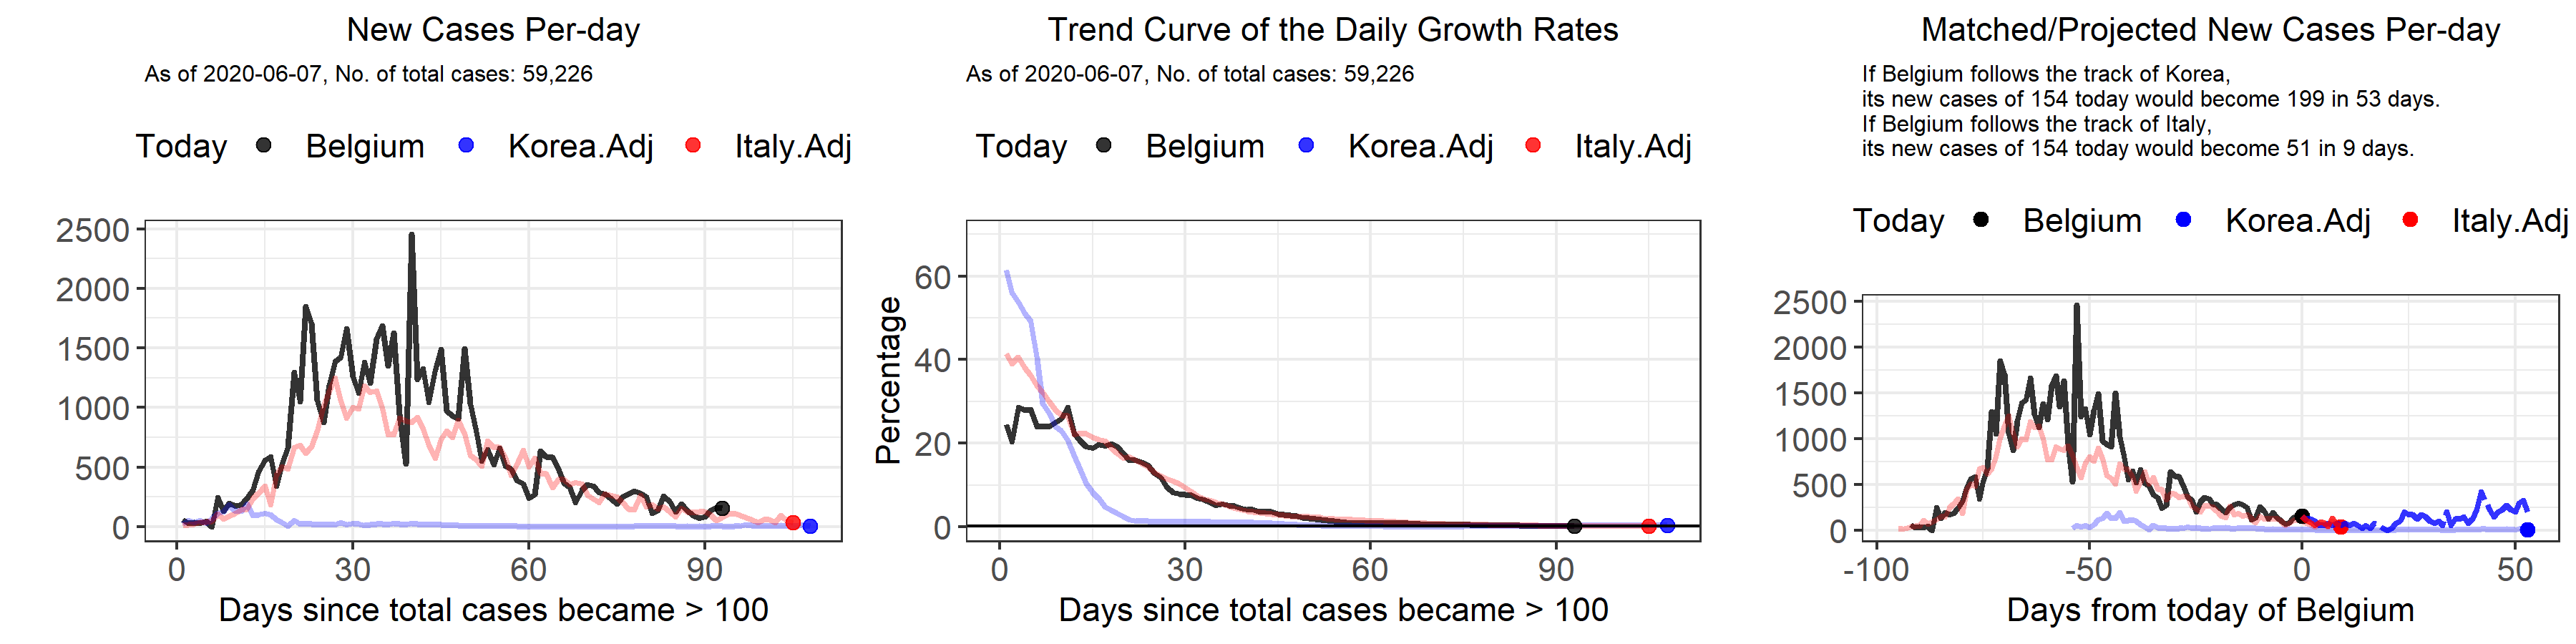 New Cases Per-day
As of 2020-06-07, No. of total cases: 59,226
Today Belgium Korea.Adj Italy.Adj
2500
2000
1500
1000
500
0
0 30 60 90
Days since total cases became > 100
Trend Curve of the Daily Growth Rates
As of 2020-06-07, No. of total cases: 59,226
Today Belgium Korea.Adj Italy.Adj
Percentage
60
40
20
0
0 30 60 90
Days since total cases became > 100
Matched/Projected New Cases Per-day
If Belgium follows the track of Korea,
its new cases of 154 today would become 199 in 53 days.
If Belgium follows the track of Italy,
its new cases of 154 today would become 51 in 9 days.
Today Belgium Korea.Adj Italy.Adj
2500
2000
1500
1000
500
0
-100 -50 0 50
Days from today of Belgium